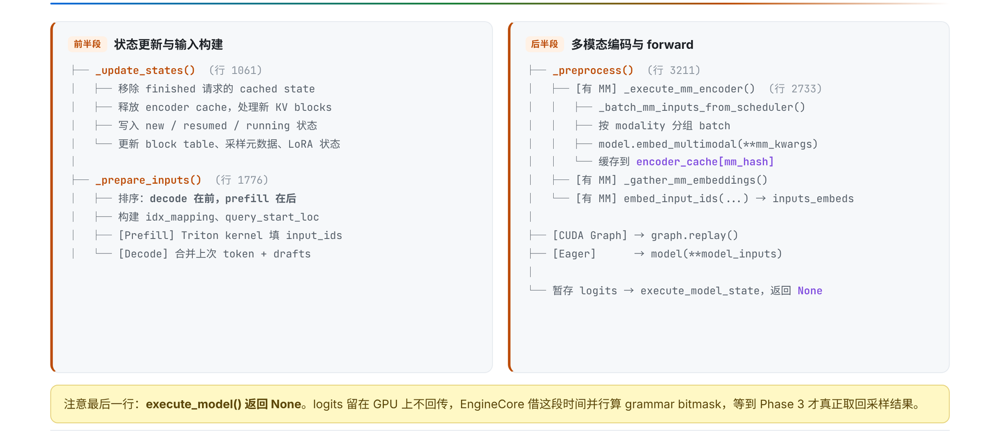 前半段 状态更新与输入构建
├── _update_states() (行 1061)
│   ├── 移除 finished 请求的 cached state
│   ├── 释放 encoder cache，处理新 KV blocks
│   ├── 写入 new / resumed / running 状态
│   └── 更新 block table、采样元数据、LoRA 状态
│
├── _prepare_inputs() (行 1776)
│   ├── 排序：decode 在前，prefill 在后
│   ├── 构建 idx_mapping、query_start_loc
│   ├── [Prefill] Triton kernel 填 input_ids
│   └── [Decode] 合并上次 token + drafts
后半段 多模态编码与 forward
├── _preprocess() (行 3211)
│   ├── [有 MM] _execute_mm_encoder() (行 2733)
│   │   ├── _batch_mm_inputs_from_scheduler()
│   │   ├── 按 modality 分组 batch
│   │   ├── model.embed_multimodal(**mm_kwargs)
│   │   └── 缓存到 encoder_cache[mm_hash]
│   ├── [有 MM] _gather_mm_embeddings()
│   └── [有 MM] embed_input_ids(...) → inputs_embeds
│
├── [CUDA Graph] → graph.replay()
├── [Eager]      → model(**model_inputs)
│
└── 暂存 logits → execute_model_state，返回 None
注意最后一行：execute_model() 返回 None。logits 留在 GPU 上不回传，EngineCore 借这段时间并行算 grammar bitmask，等到 Phase 3 才真正取回采样结果。